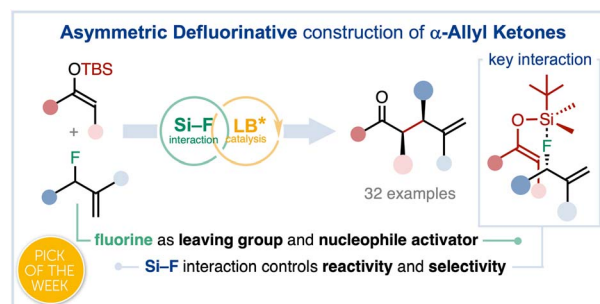 Asymmetric Defluorinative construction of α-Allyl Ketones
key interaction
OTBS
+
F
Si–F
interaction
LB*
catalysis
O
32 examples
O
Si
F
fluorine as leaving group and nucleophile activator
Si–F interaction controls reactivity and selectivity
PICK
OF THE
WEEK